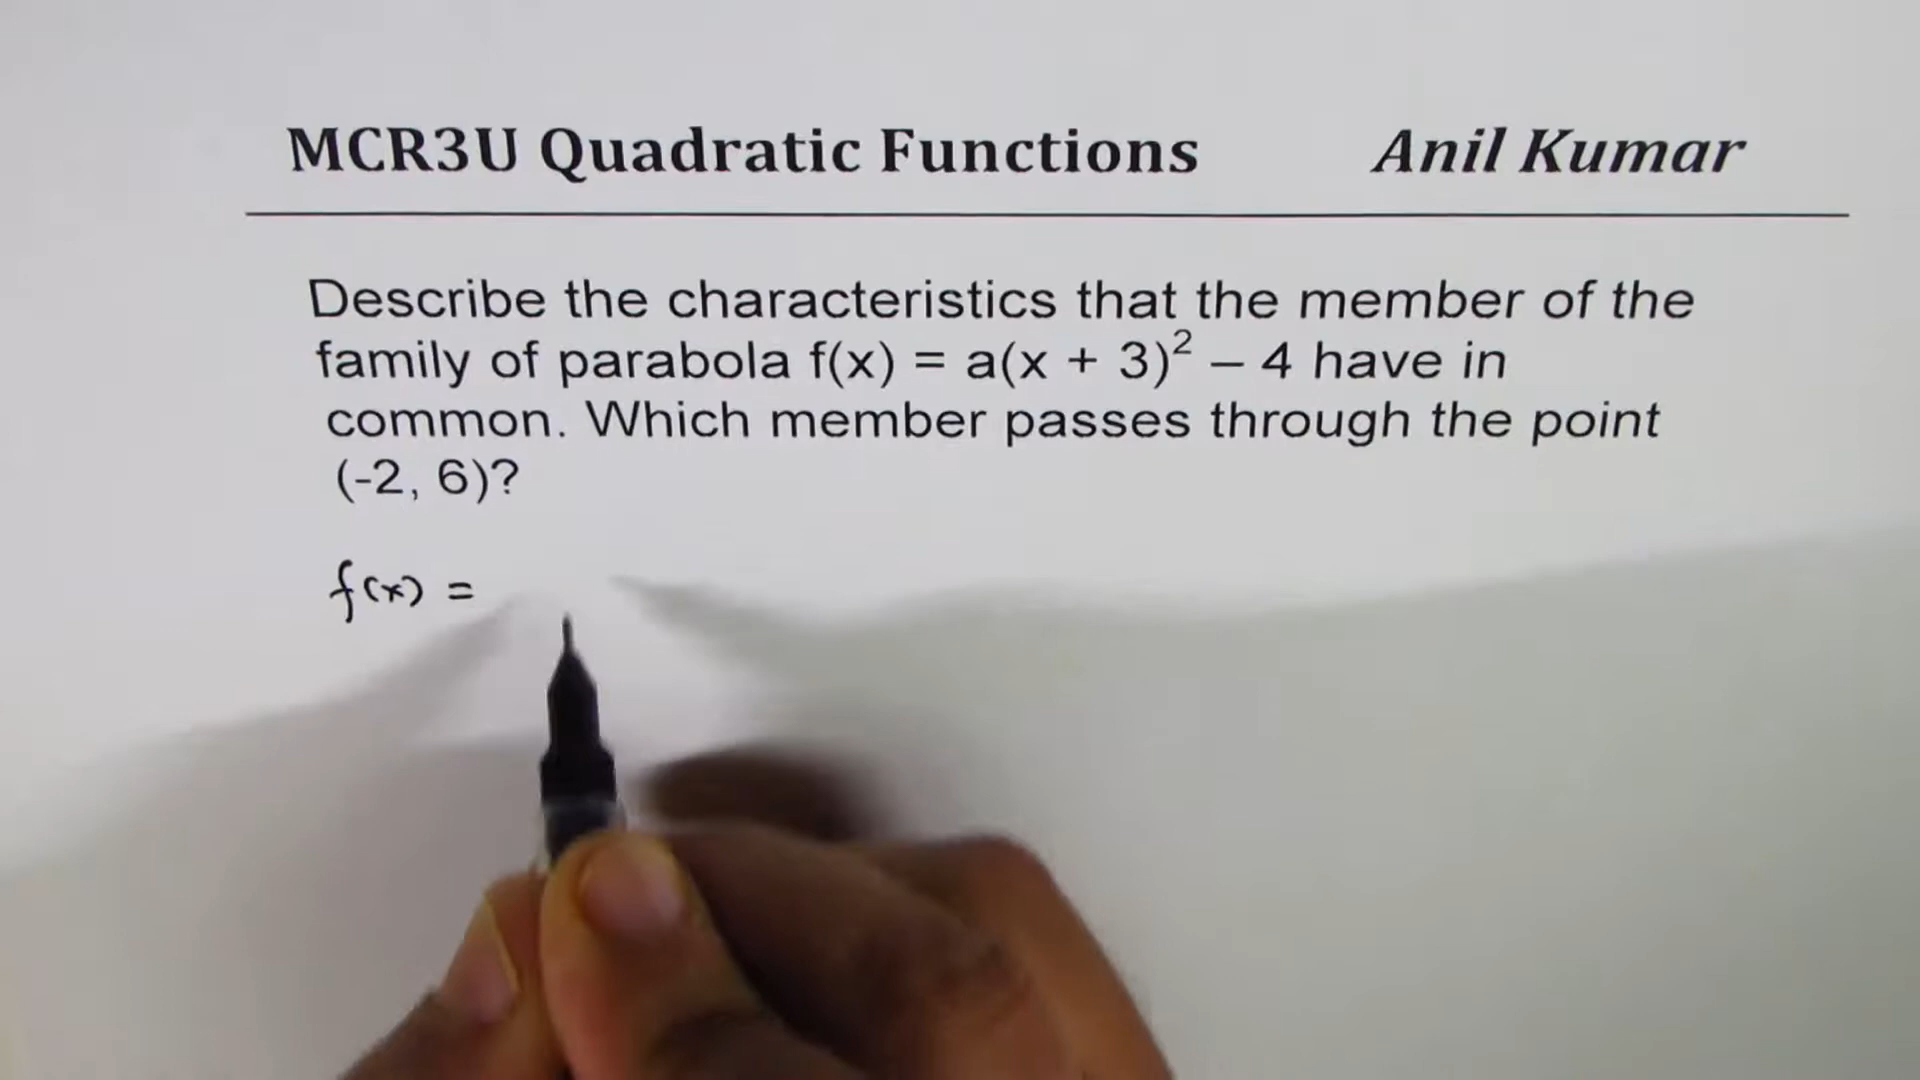 MCR3U Quadratic Functions Anil Kumar
Describe the characteristics that the member of the
family of parabola f(x) = a(x + 3)² – 4 have in
common. Which member passes through the point
(-2, 6)?
f(x) =